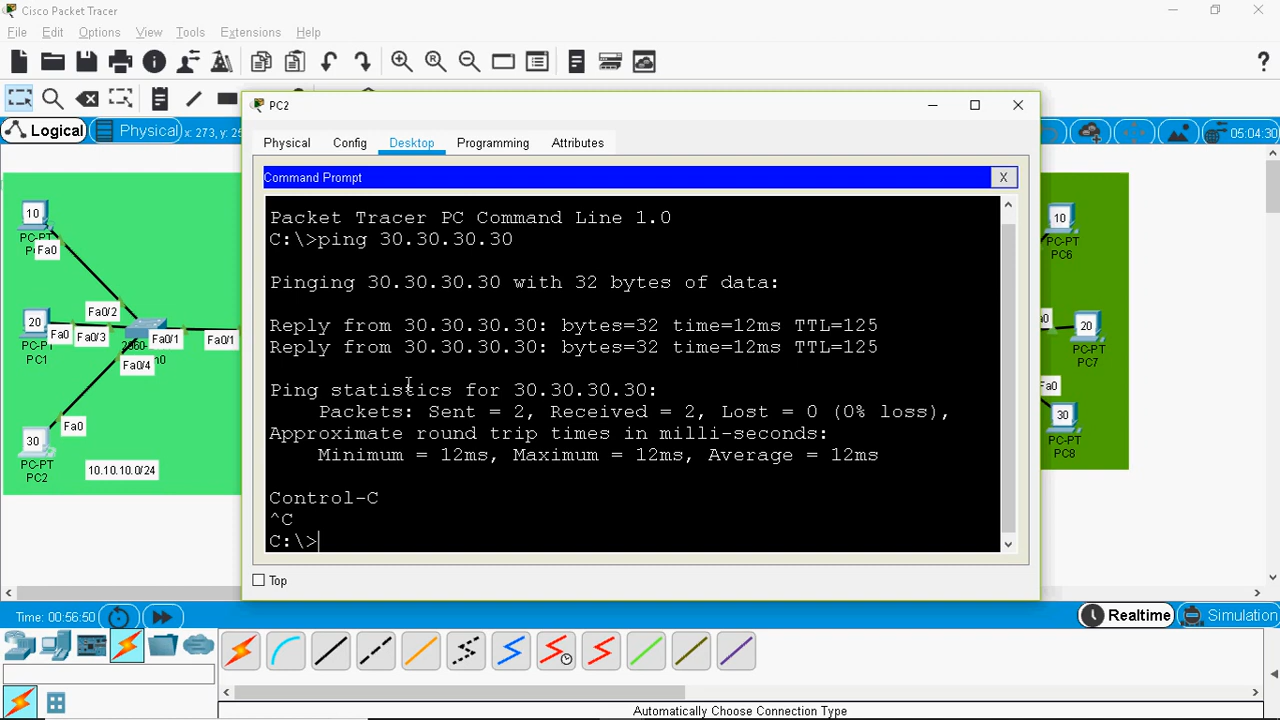 Cisco Packet Tracer
File Edit Options View Tools Extensions Help
Logical Physical x: 273, y: 25 05:04:30
PC2
Physical Config Desktop Programming Attributes
Command Prompt X
Packet Tracer PC Command Line 1.0
C:\>ping 30.30.30.30
Pinging 30.30.30.30 with 32 bytes of data:
Reply from 30.30.30.30: bytes=32 time=12ms TTL=125
Reply from 30.30.30.30: bytes=32 time=12ms TTL=125
Ping statistics for 30.30.30.30:
Packets: Sent = 2, Received = 2, Lost = 0 (0% loss),
Approximate round trip times in milli-seconds:
Minimum = 12ms, Maximum = 12ms, Average = 12ms
Control-C
^C
C:\>
Top
10
PC-PT
Fa0
Fa0/2
20
Fa0 Fa0/3 Fa0/1 Fa0/1
PC1
Fa0/4
Fa0
30
PC-PT
PC2
10.10.10.0/24
10
PC-PT
PC6
20
PC-PT
PC7
30
PC-PT
PC8
Time: 00:56:50 Realtime Simulation
Automatically Choose Connection Type